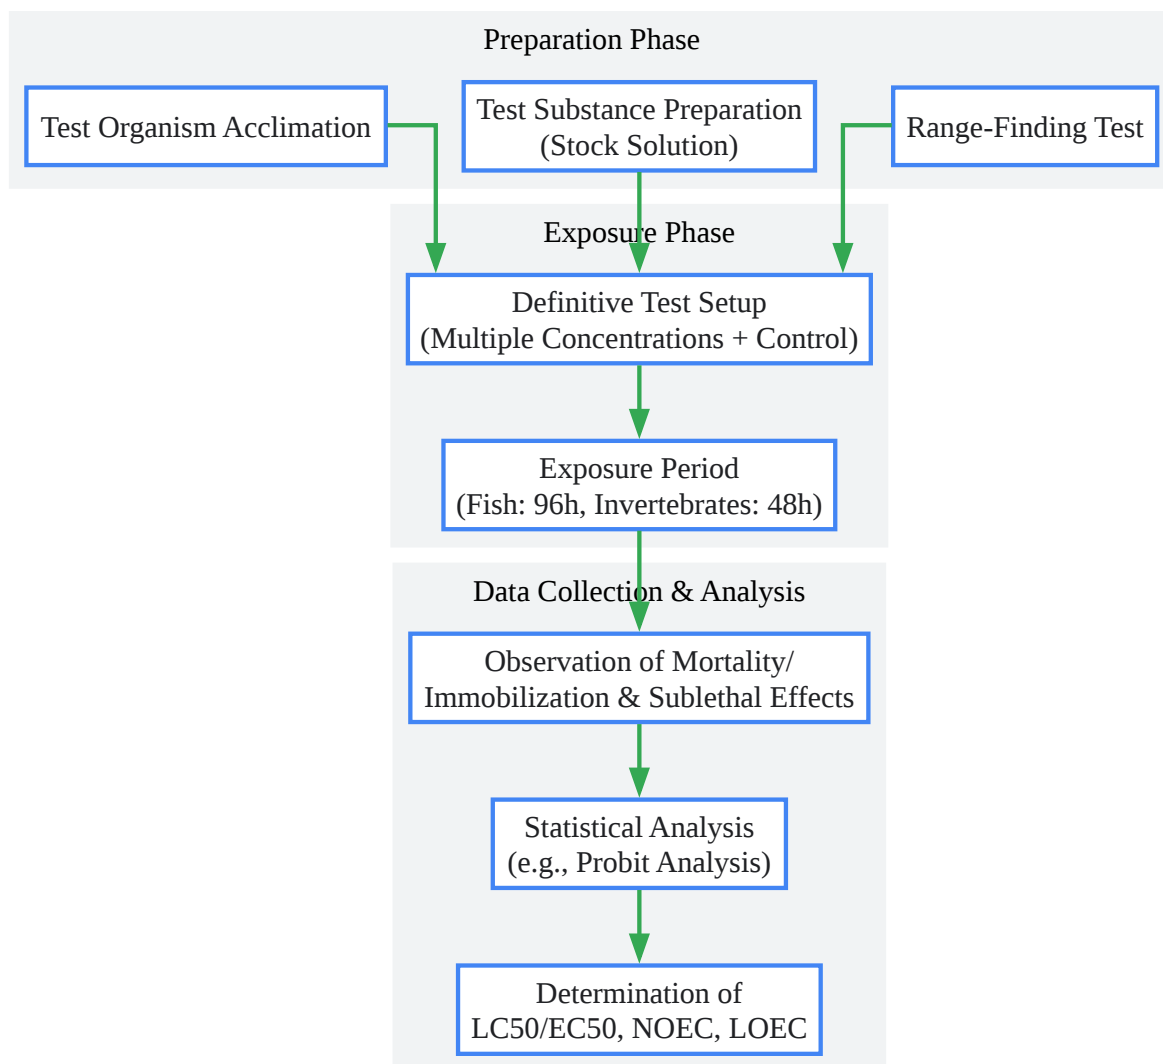 Preparation Phase
Test Organism Acclimation
Test Substance Preparation
(Stock Solution)
Range-Finding Test
Exposure Phase
Definitive Test Setup
(Multiple Concentrations + Control)
Exposure Period
(Fish: 96h, Invertebrates: 48h)
Data Collection & Analysis
Observation of Mortality/
Immobilization & Sublethal Effects
Statistical Analysis
(e.g., Probit Analysis)
Determination of
LC50/EC50, NOEC, LOEC